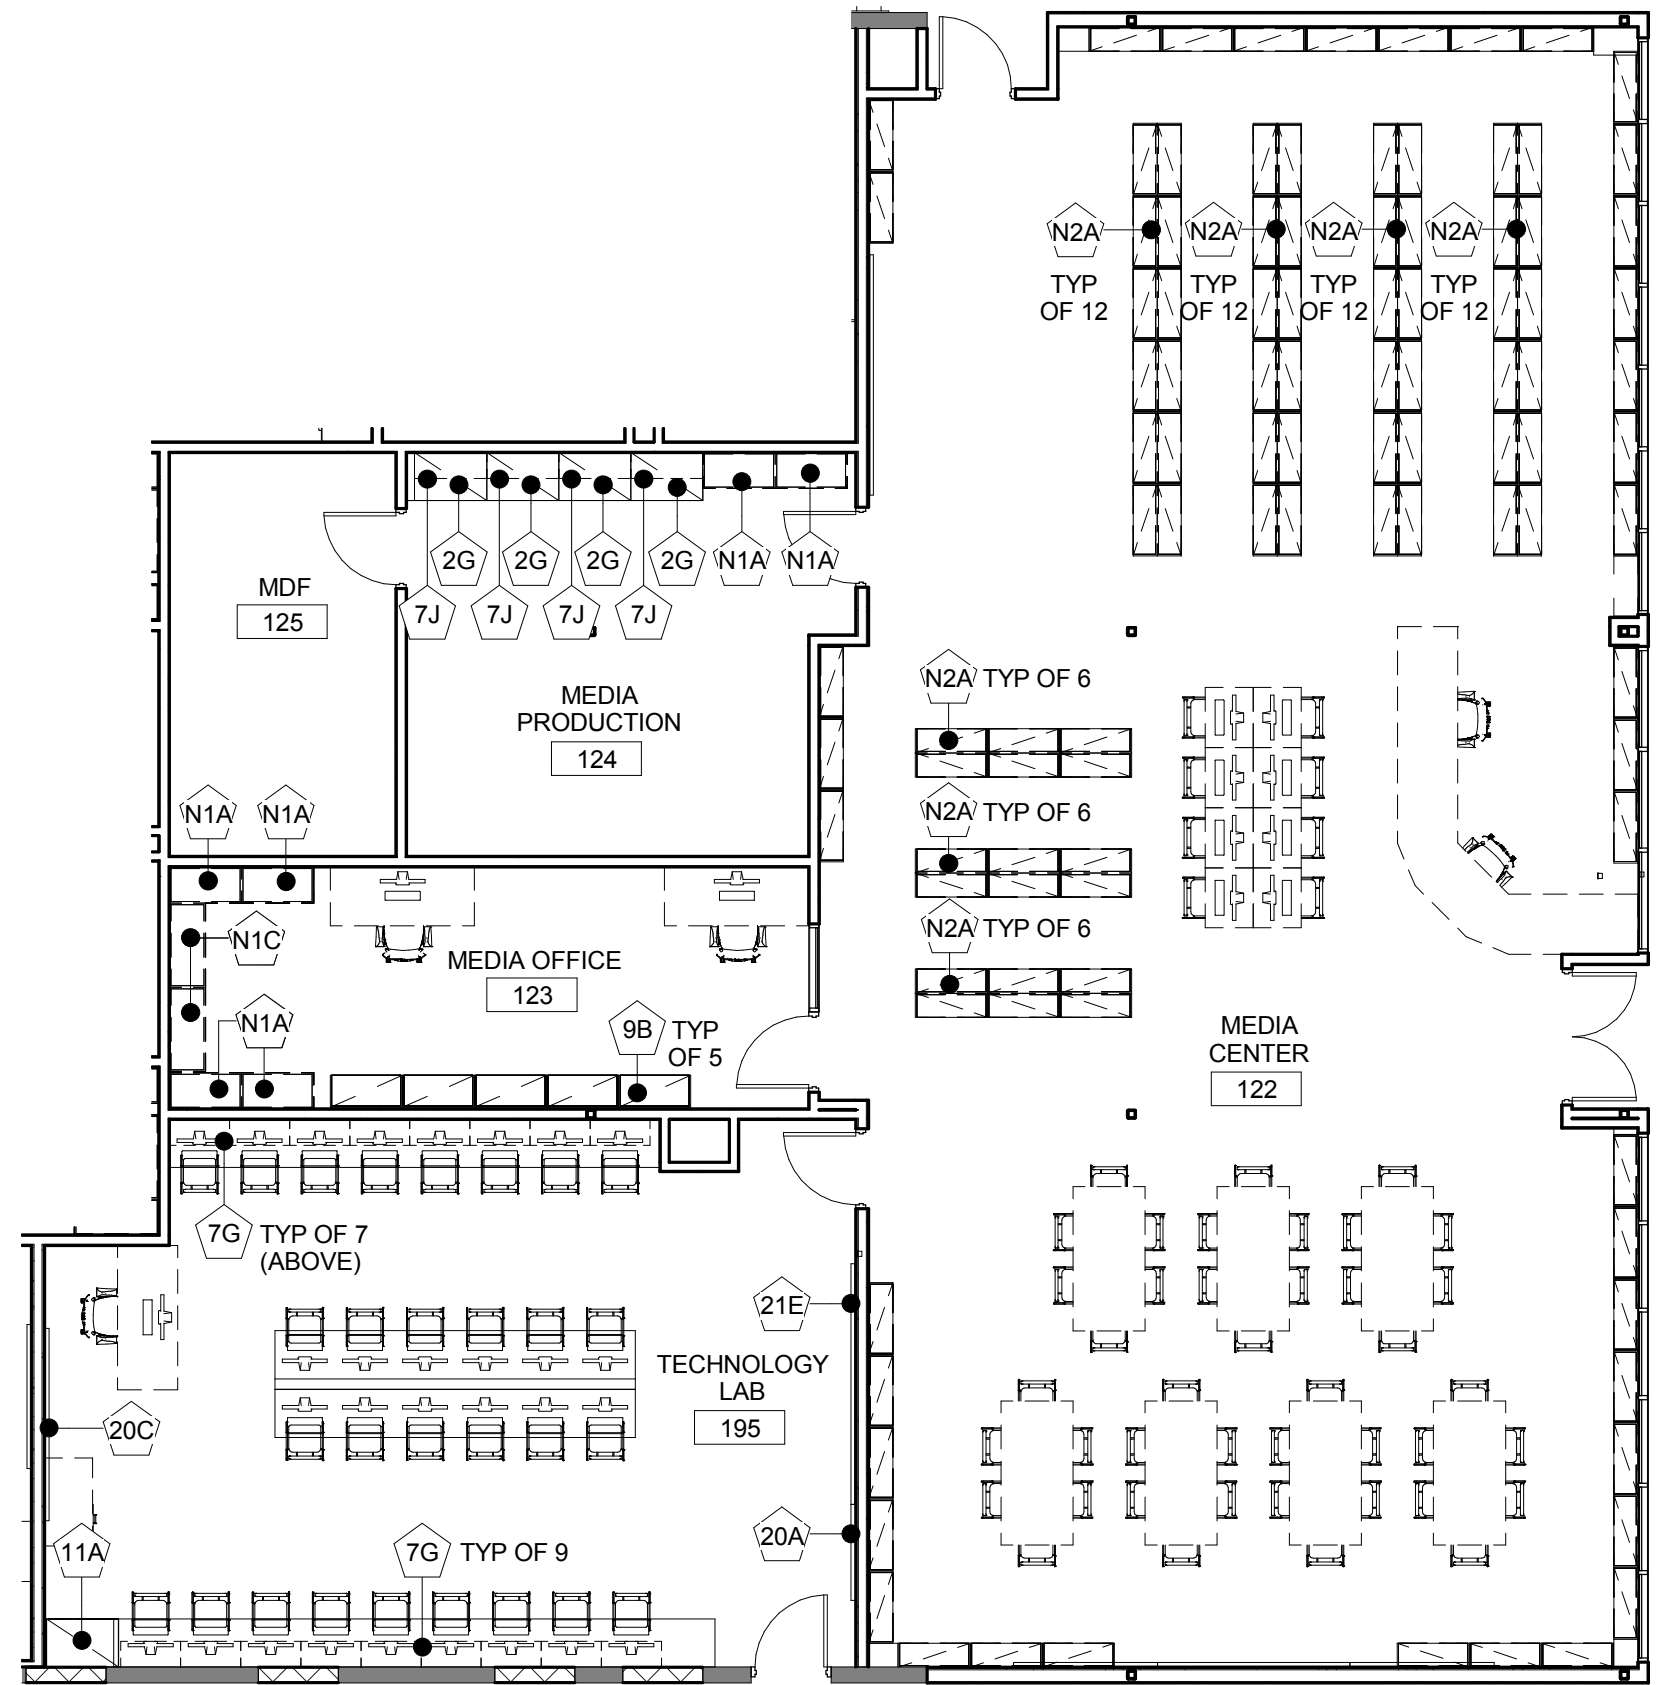 N2A
N2A
N2A
N2A
TYP
OF 12
TYP
OF 12
TYP
OF 12
TYP
OF 12
2G
2G
2G
2G
N1A
N1A
7J
7J
7J
7J
MDF
125
MEDIA
PRODUCTION
124
N2A TYP OF 6
N2A TYP OF 6
N2A TYP OF 6
N1A
N1A
N1C
MEDIA OFFICE
123
N1A
9B
TYP
OF 5
MEDIA
CENTER
122
7G
TYP OF 7
(ABOVE)
21E
TECHNOLOGY
LAB
195
20C
20A
11A
7G TYP OF 9